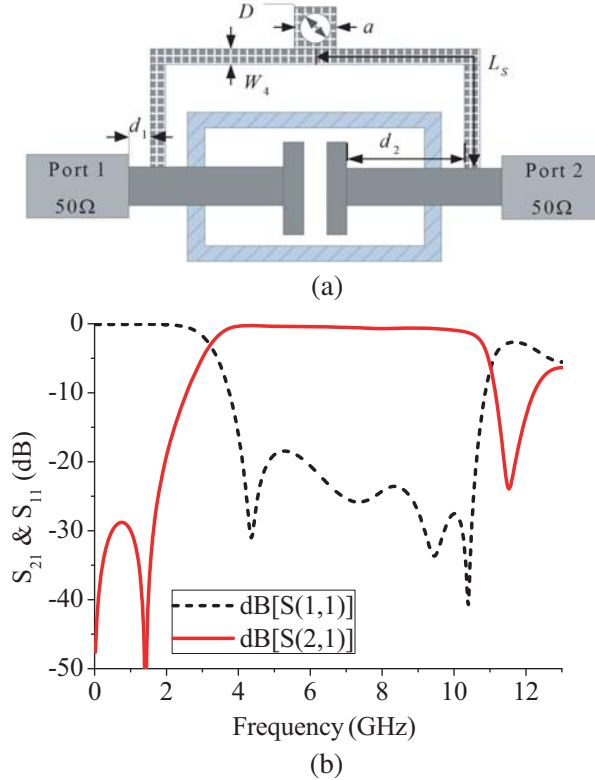 D
a
W4
Ls
d1
d2
Port 1
50Ω
Port 2
50Ω
(a)
S21 & S11 (dB)
0
-10
-20
-30
-40
-50
dB[S(1,1)]
dB[S(2,1)]
0 2 4 6 8 10 12
Frequency (GHz)
(b)